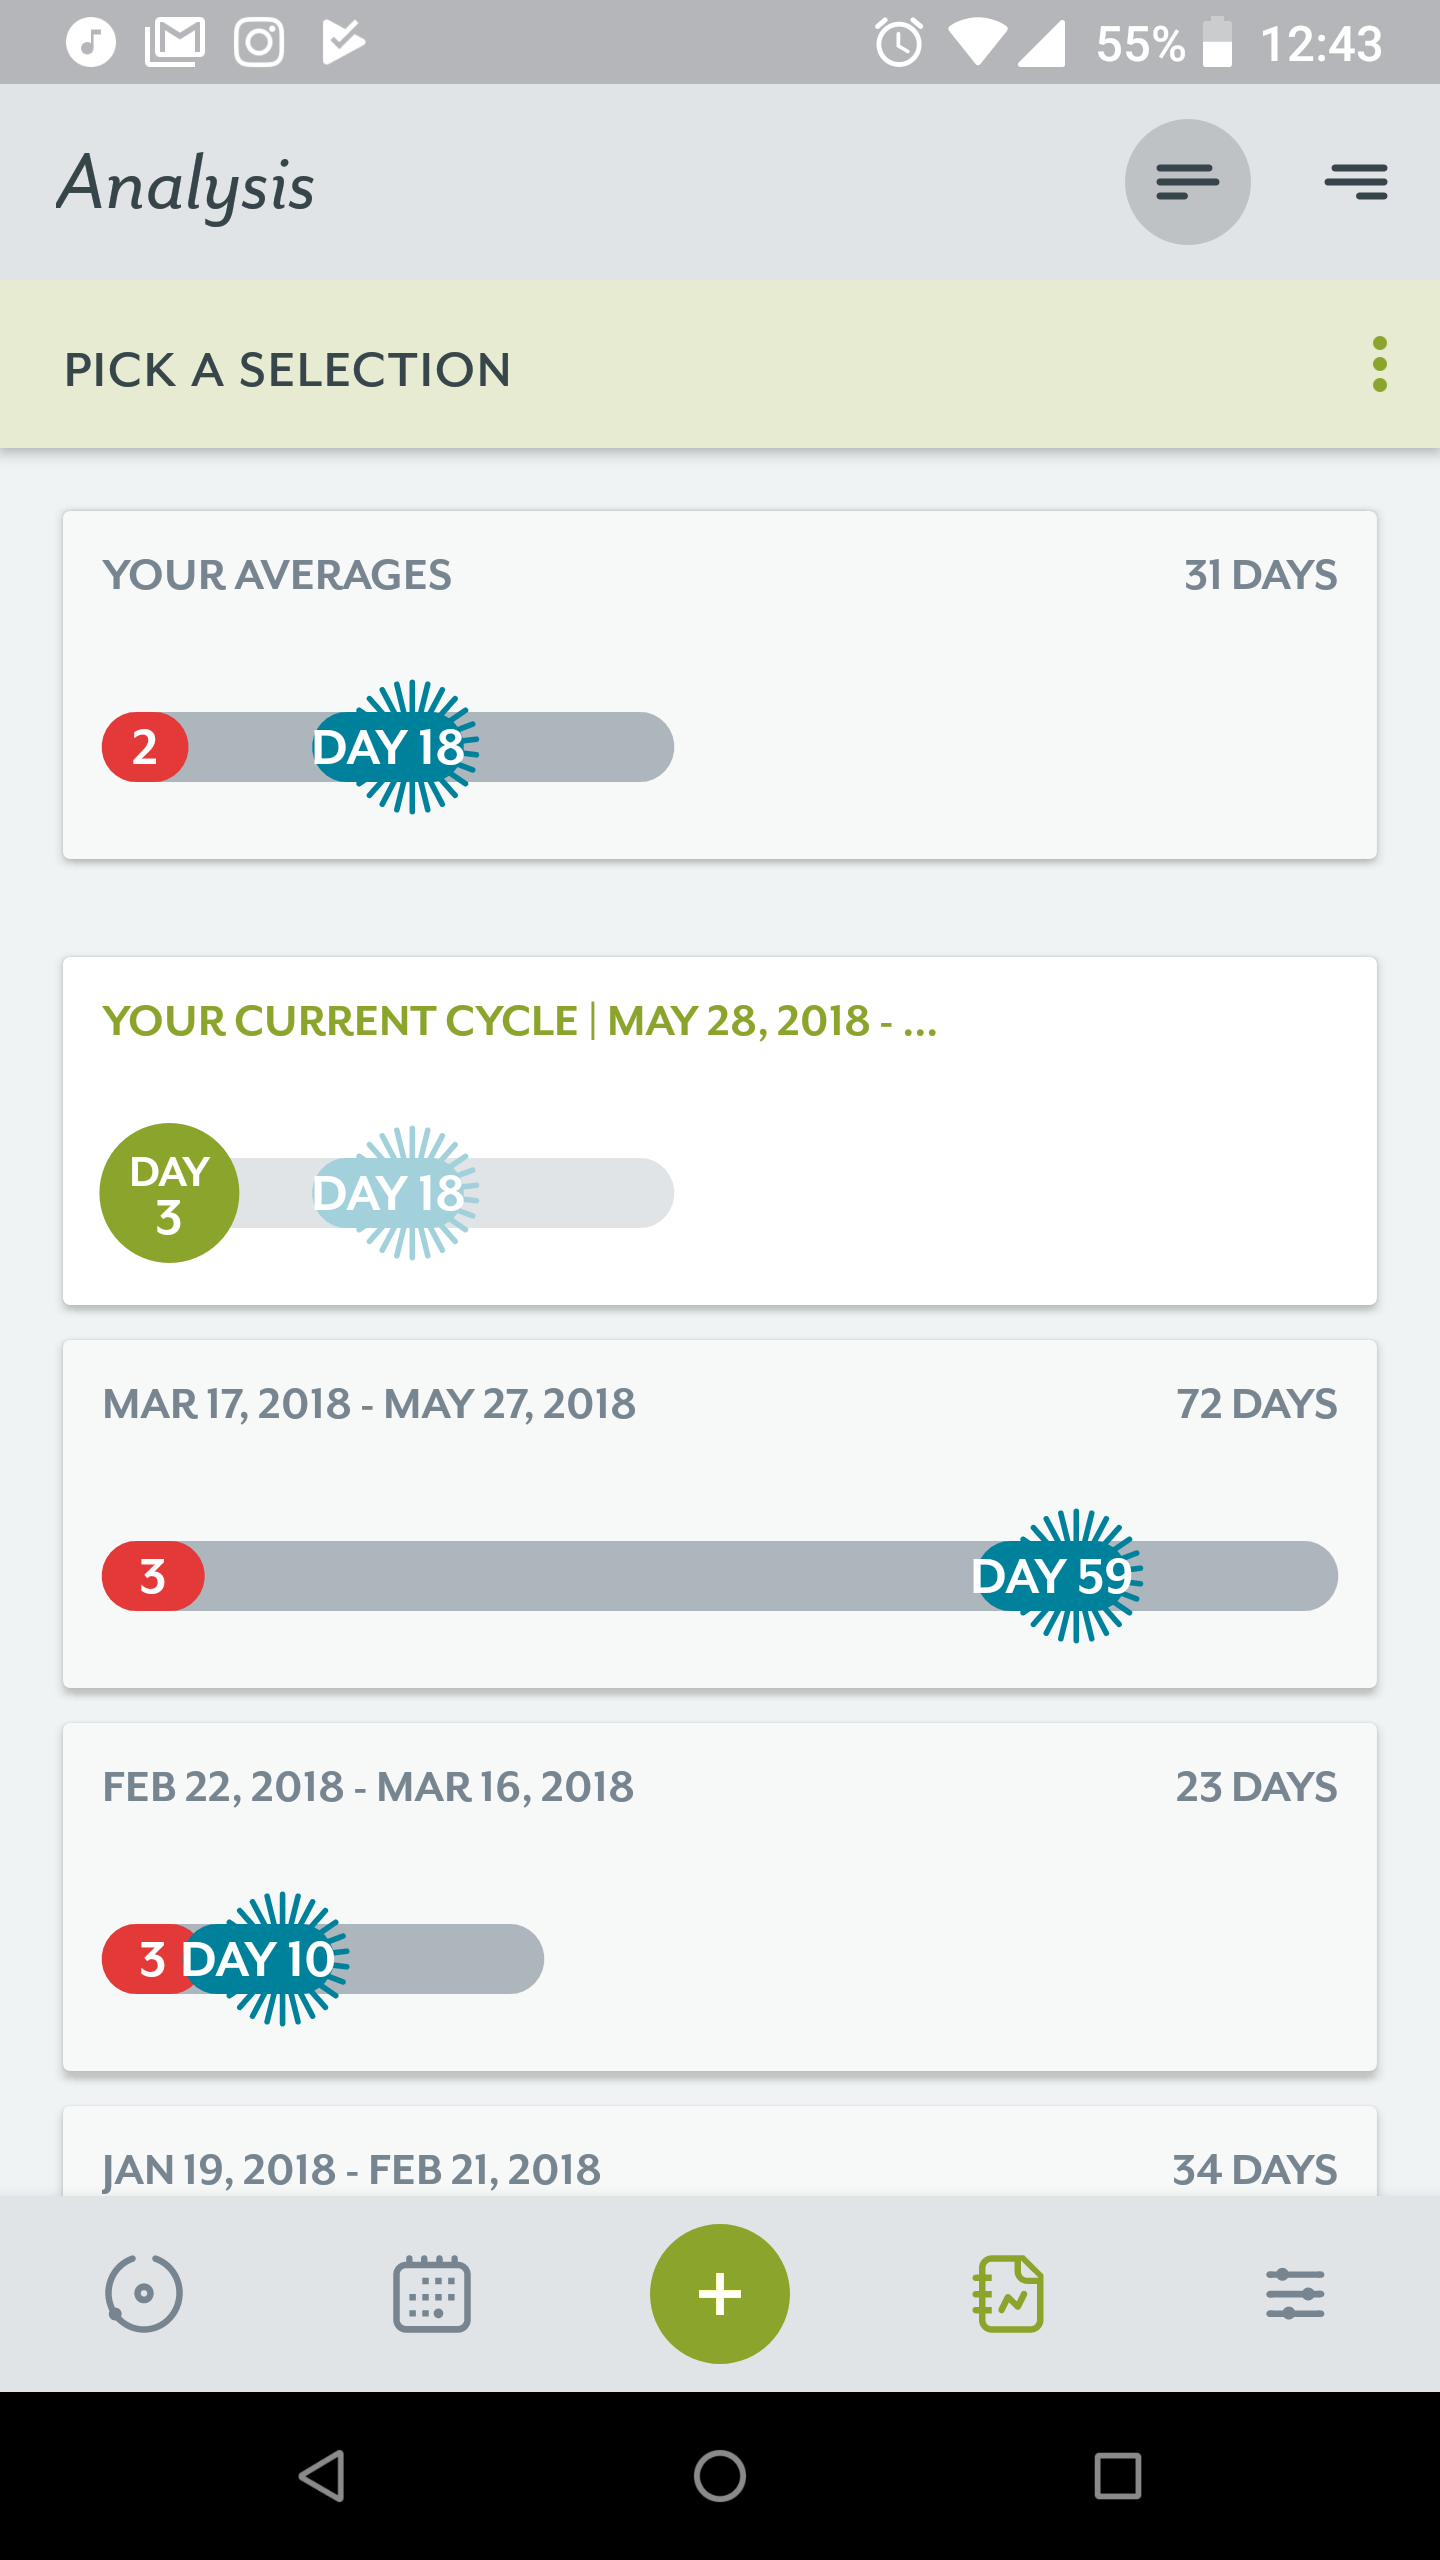 55% 12:43
Analysis
PICK A SELECTION
YOUR AVERAGES 31 DAYS
2 DAY 18
YOUR CURRENT CYCLE | MAY 28, 2018 - ...
DAY
3
DAY 18
MAR 17, 2018 - MAY 27, 2018 72 DAYS
3 DAY 59
FEB 22, 2018 - MAR 16, 2018 23 DAYS
3 DAY 10
JAN 19, 2018 - FEB 21, 2018 34 DAYS